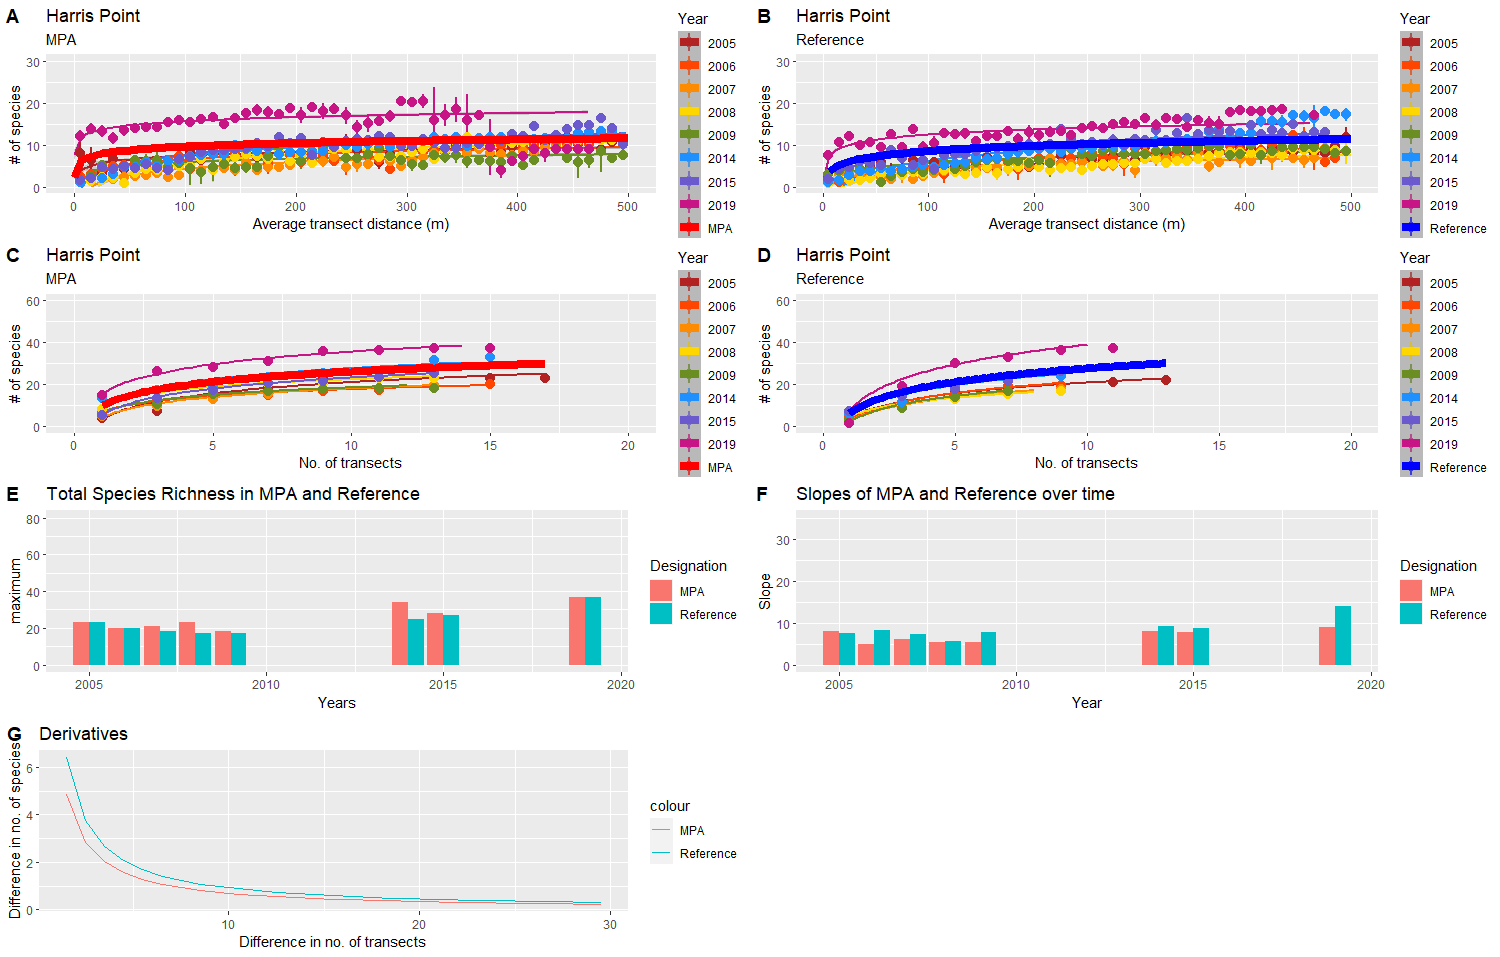 A Harris Point
MPA
# of species
30
20
10
0
0 100 200 300 400 500
Average transect distance (m)
Year
2005
2006
2007
2008
2009
2014
2015
2019
MPA
B Harris Point
Reference
# of species
30
20
10
0
0 100 200 300 400 500
Average transect distance (m)
Year
2005
2006
2007
2008
2009
2014
2015
2019
Reference
C Harris Point
MPA
# of species
60
40
20
0
0 5 10 15 20
No. of transects
Year
2005
2006
2007
2008
2009
2014
2015
2019
MPA
D Harris Point
Reference
# of species
60
40
20
0
0 5 10 15 20
No. of transects
Year
2005
2006
2007
2008
2009
2014
2015
2019
Reference
E Total Species Richness in MPA and Reference
maximum
80
60
40
20
0
2005 2010 2015 2020
Years
Designation
MPA
Reference
F Slopes of MPA and Reference over time
Slope
30
20
10
0
2005 2010 2015 2020
Year
Designation
MPA
Reference
G Derivatives
Difference in no. of species
6
4
2
0
10 20 30
Difference in no. of transects
colour
MPA
Reference